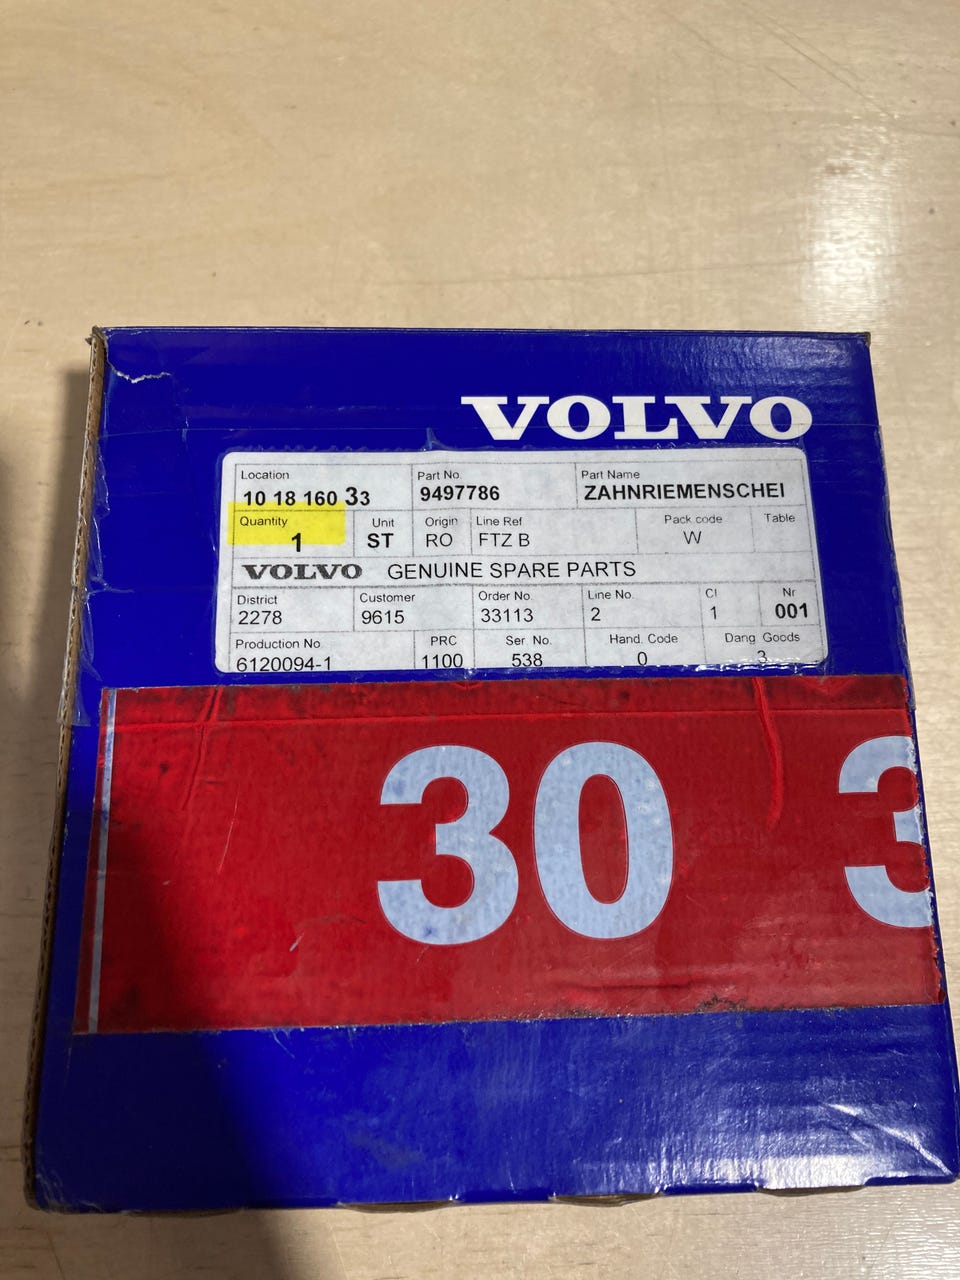 VOLVO
Location Part No. Part Name
10 18 160 33 9497786 ZAHNRIEMENSCHEI
Quantity Unit Origin Line Ref Pack code Table
1 ST RO FTZ B W
VOLVO GENUINE SPARE PARTS
District Customer Order No. Line No. CI Nr
2278 9615 33113 2 1 001
Production No PRC Ser. No. Hand. Code Dang Goods
6120094-1 1100 538 0 3
30 3